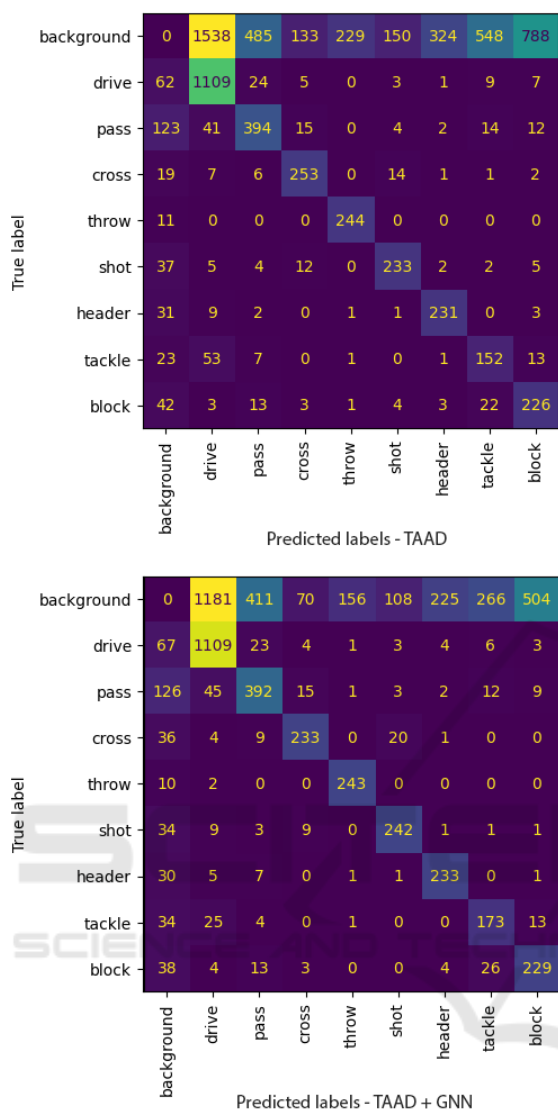 background 0 1538 485 133 229 150 324 548 788
drive 62 1109 24 5 0 3 1 9 7
pass 123 41 394 15 0 4 2 14 12
cross 19 7 6 253 0 14 1 1 2
throw 11 0 0 0 244 0 0 0 0
shot 37 5 4 12 0 233 2 2 5
header 31 9 2 0 1 1 231 0 3
tackle 23 53 7 0 1 0 1 152 13
block 42 3 13 3 1 4 3 22 226
True label
background drive pass cross throw shot header tackle block
Predicted labels - TAAD
background 0 1181 411 70 156 108 225 266 504
drive 67 1109 23 4 1 3 4 6 3
pass 126 45 392 15 1 3 2 12 9
cross 36 4 9 233 0 20 1 0 0
throw 10 2 0 0 243 0 0 0 0
shot 34 9 3 9 0 242 1 1 1
header 30 5 7 0 1 1 233 0 1
tackle 34 25 4 0 1 0 0 173 13
block 38 4 13 3 0 0 4 26 229
True label
background drive pass cross throw shot header tackle block
Predicted labels - TAAD + GNN
SCIENCE AND TECH